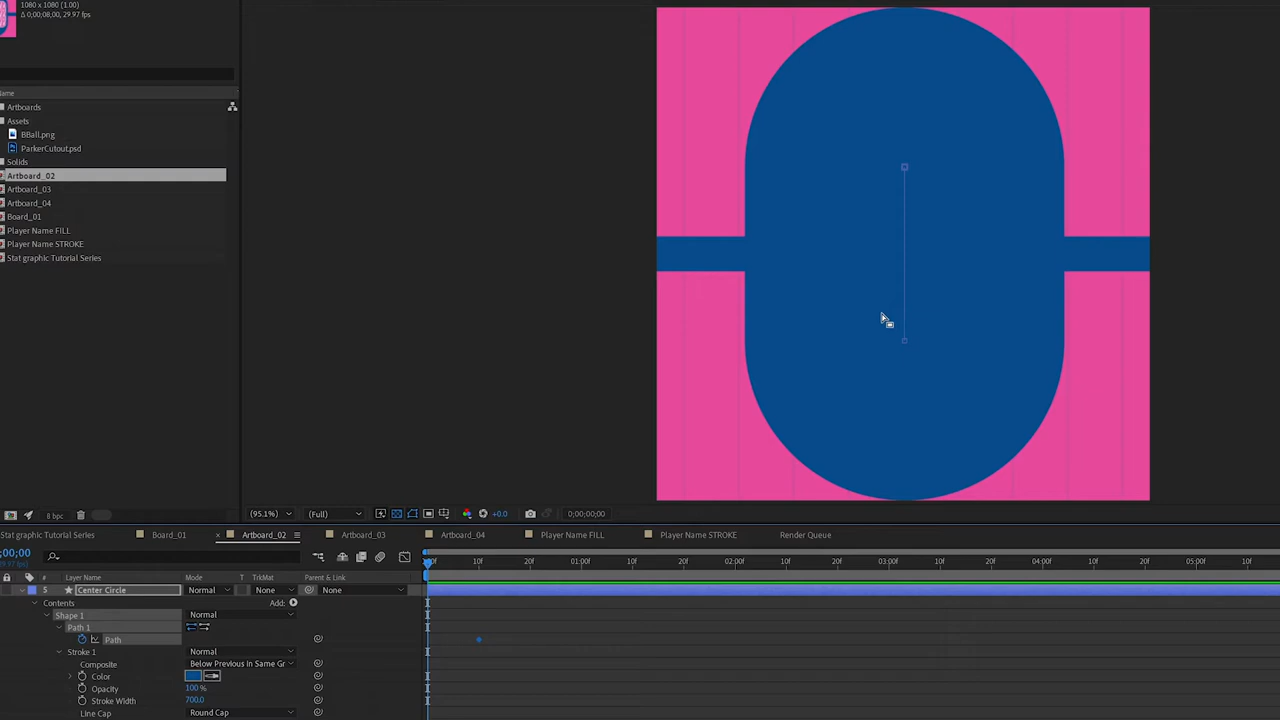 1080 x 1080 (1.00)
Δ 0;00;08;00, 29.97 fps
Name
Artboards
Assets
BBall.png
ParkerCutout.psd
Solids
Artboard_02
Artboard_03
Artboard_04
Board_01
Player Name FILL
Player Name STROKE
Stat graphic Tutorial Series
8 bpc
(95.1%)
(Full)
+0.0
0;00;00;00
Stat graphic Tutorial Series
Board_01
Artboard_02
Artboard_03
Artboard_04
Player Name FILL
Player Name STROKE
Render Queue
;00;00
10f 20f 01:00f 10f 20f 02:00f 10f 20f 03:00f 10f 20f 04:00f 10f 20f 05:00f 10f
# Layer Name Mode T TrkMat Parent & Link
5 Center Circle Normal None None
Contents Add:
Shape 1 Normal
Path 1
Path
Stroke 1 Normal
Composite Below Previous in Same Gr
Color
Opacity 100 %
Stroke Width 700.0
Line Cap Round Cap